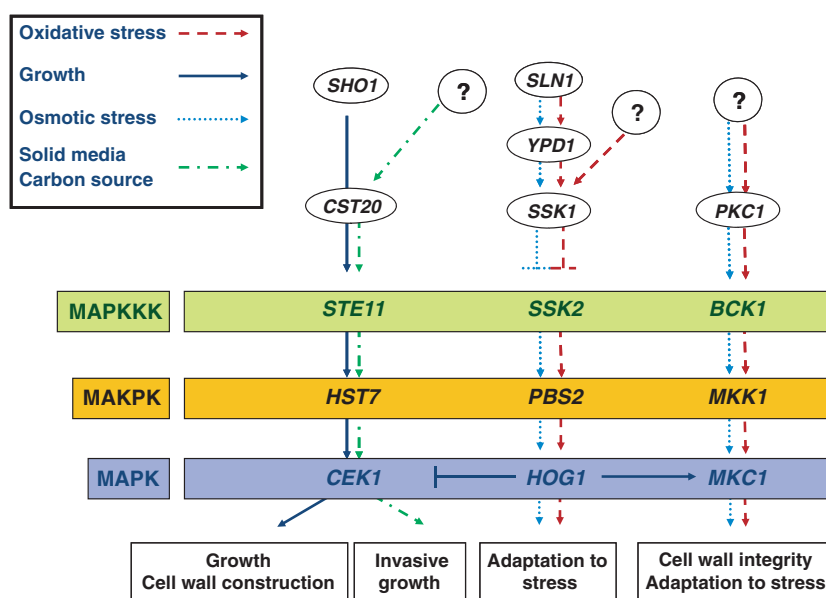 Oxidative stress
Growth
Osmotic stress
Solid media
Carbon source
SHO1
?
SLN1
YPD1
?
?
CST20
SSK1
PKC1
MAPKKK
STE11
SSK2
BCK1
MAKPK
HST7
PBS2
MKK1
MAPK
CEK1
HOG1
MKC1
Growth
Cell wall construction
Invasive
growth
Adaptation to
stress
Cell wall integrity
Adaptation to stress